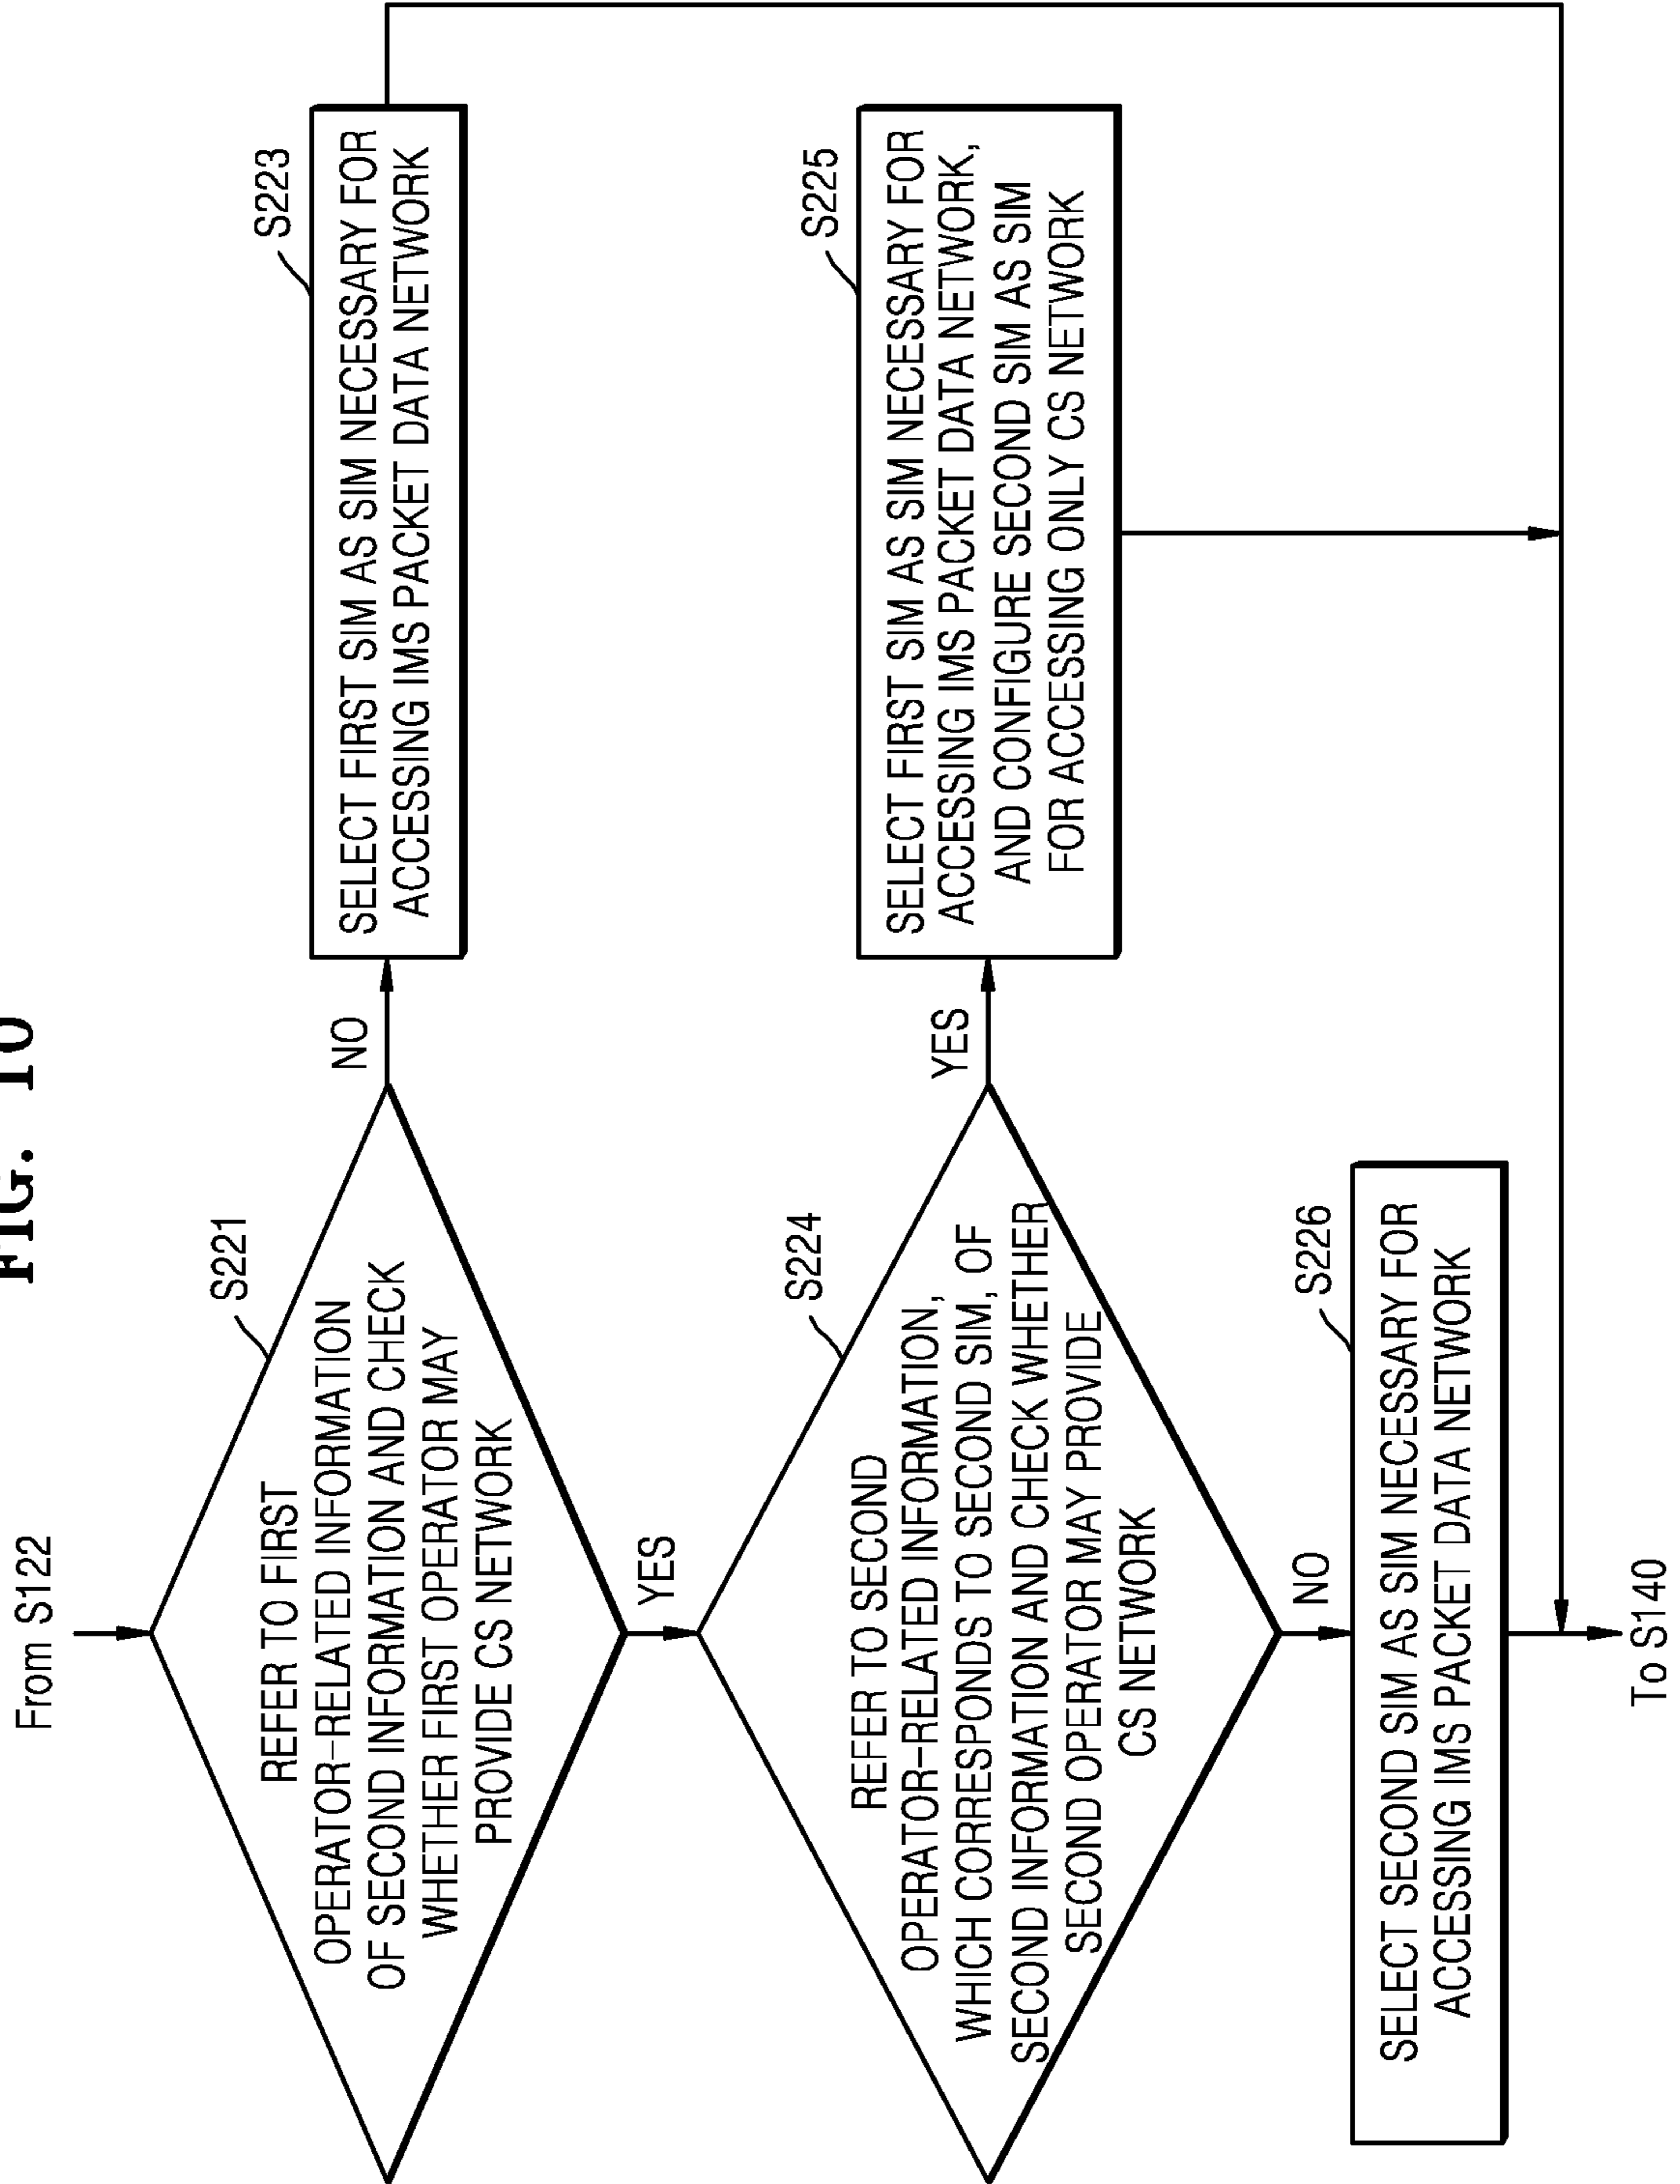 FIG. 10
From S122
S221
REFER TO FIRST
OPERATOR-RELATED INFORMATION
OF SECOND INFORMATION AND CHECK
WHETHER FIRST OPERATOR MAY
PROVIDE CS NETWORK
NO
S223
SELECT FIRST SIM AS SIM NECESSARY FOR
ACCESSING IMS PACKET DATA NETWORK
YES
S224
REFER TO SECOND
OPERATOR-RELATED INFORMATION,
WHICH CORRESPONDS TO SECOND SIM, OF
SECOND INFORMATION AND CHECK WHETHER
SECOND OPERATOR MAY PROVIDE
CS NETWORK
YES
S225
SELECT FIRST SIM AS SIM NECESSARY FOR
ACCESSING IMS PACKET DATA NETWORK,
AND CONFIGURE SECOND SIM AS SIM
FOR ACCESSING ONLY CS NETWORK
NO
S226
SELECT SECOND SIM AS SIM NECESSARY FOR
ACCESSING IMS PACKET DATA NETWORK
To S140